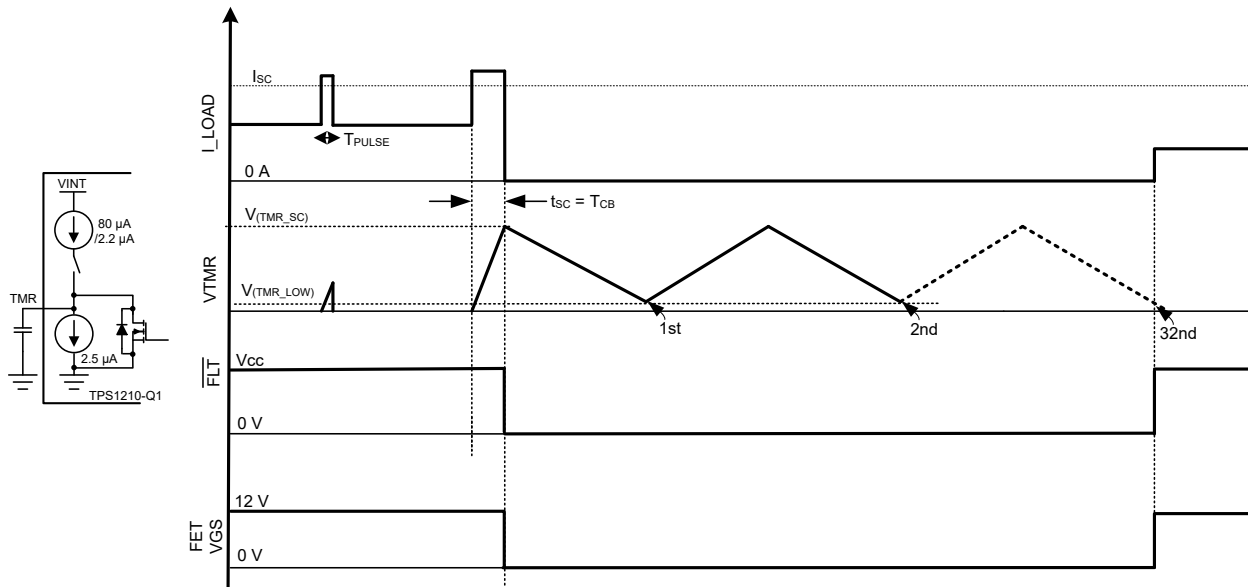 VINT
80 µA
/2.2 µA
TMR
2.5 µA
TPS1210-Q1
I_LOAD
ISC
TPULSE
0 A
tSC = TCB
VTMR
V(TMR_SC)
V(TMR_LOW)
1st
2nd
32nd
FLT
Vcc
0 V
FET
VGS
12 V
0 V